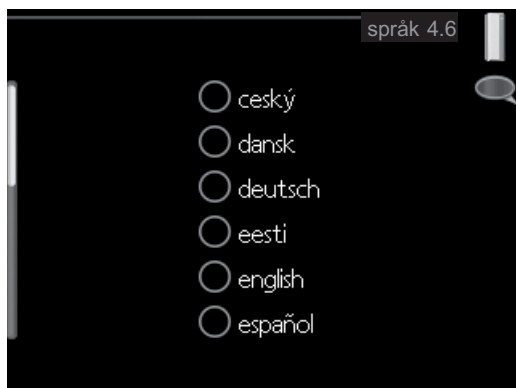 språk 4.6
ceský
dansk
deutsch
eesti
english
español